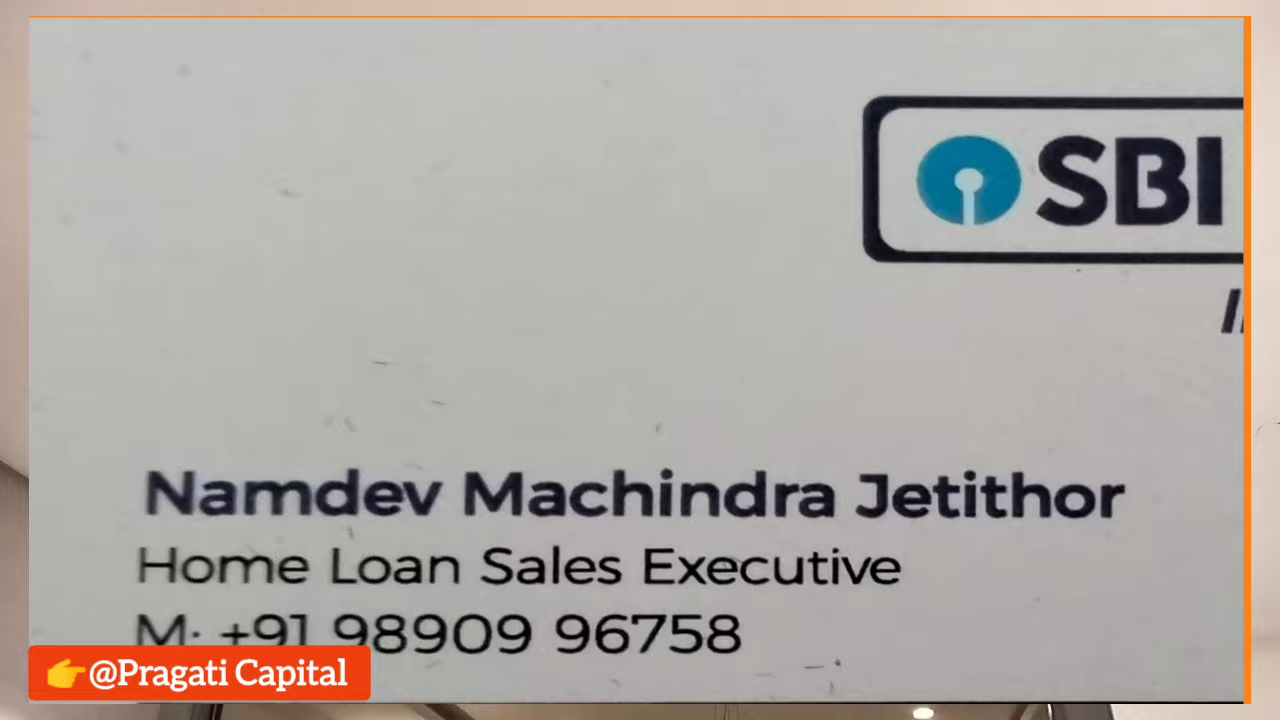 SBI
Namdev Machindra Jetithor
Home Loan Sales Executive
M: +91 98909 96758
👉@Pragati Capital